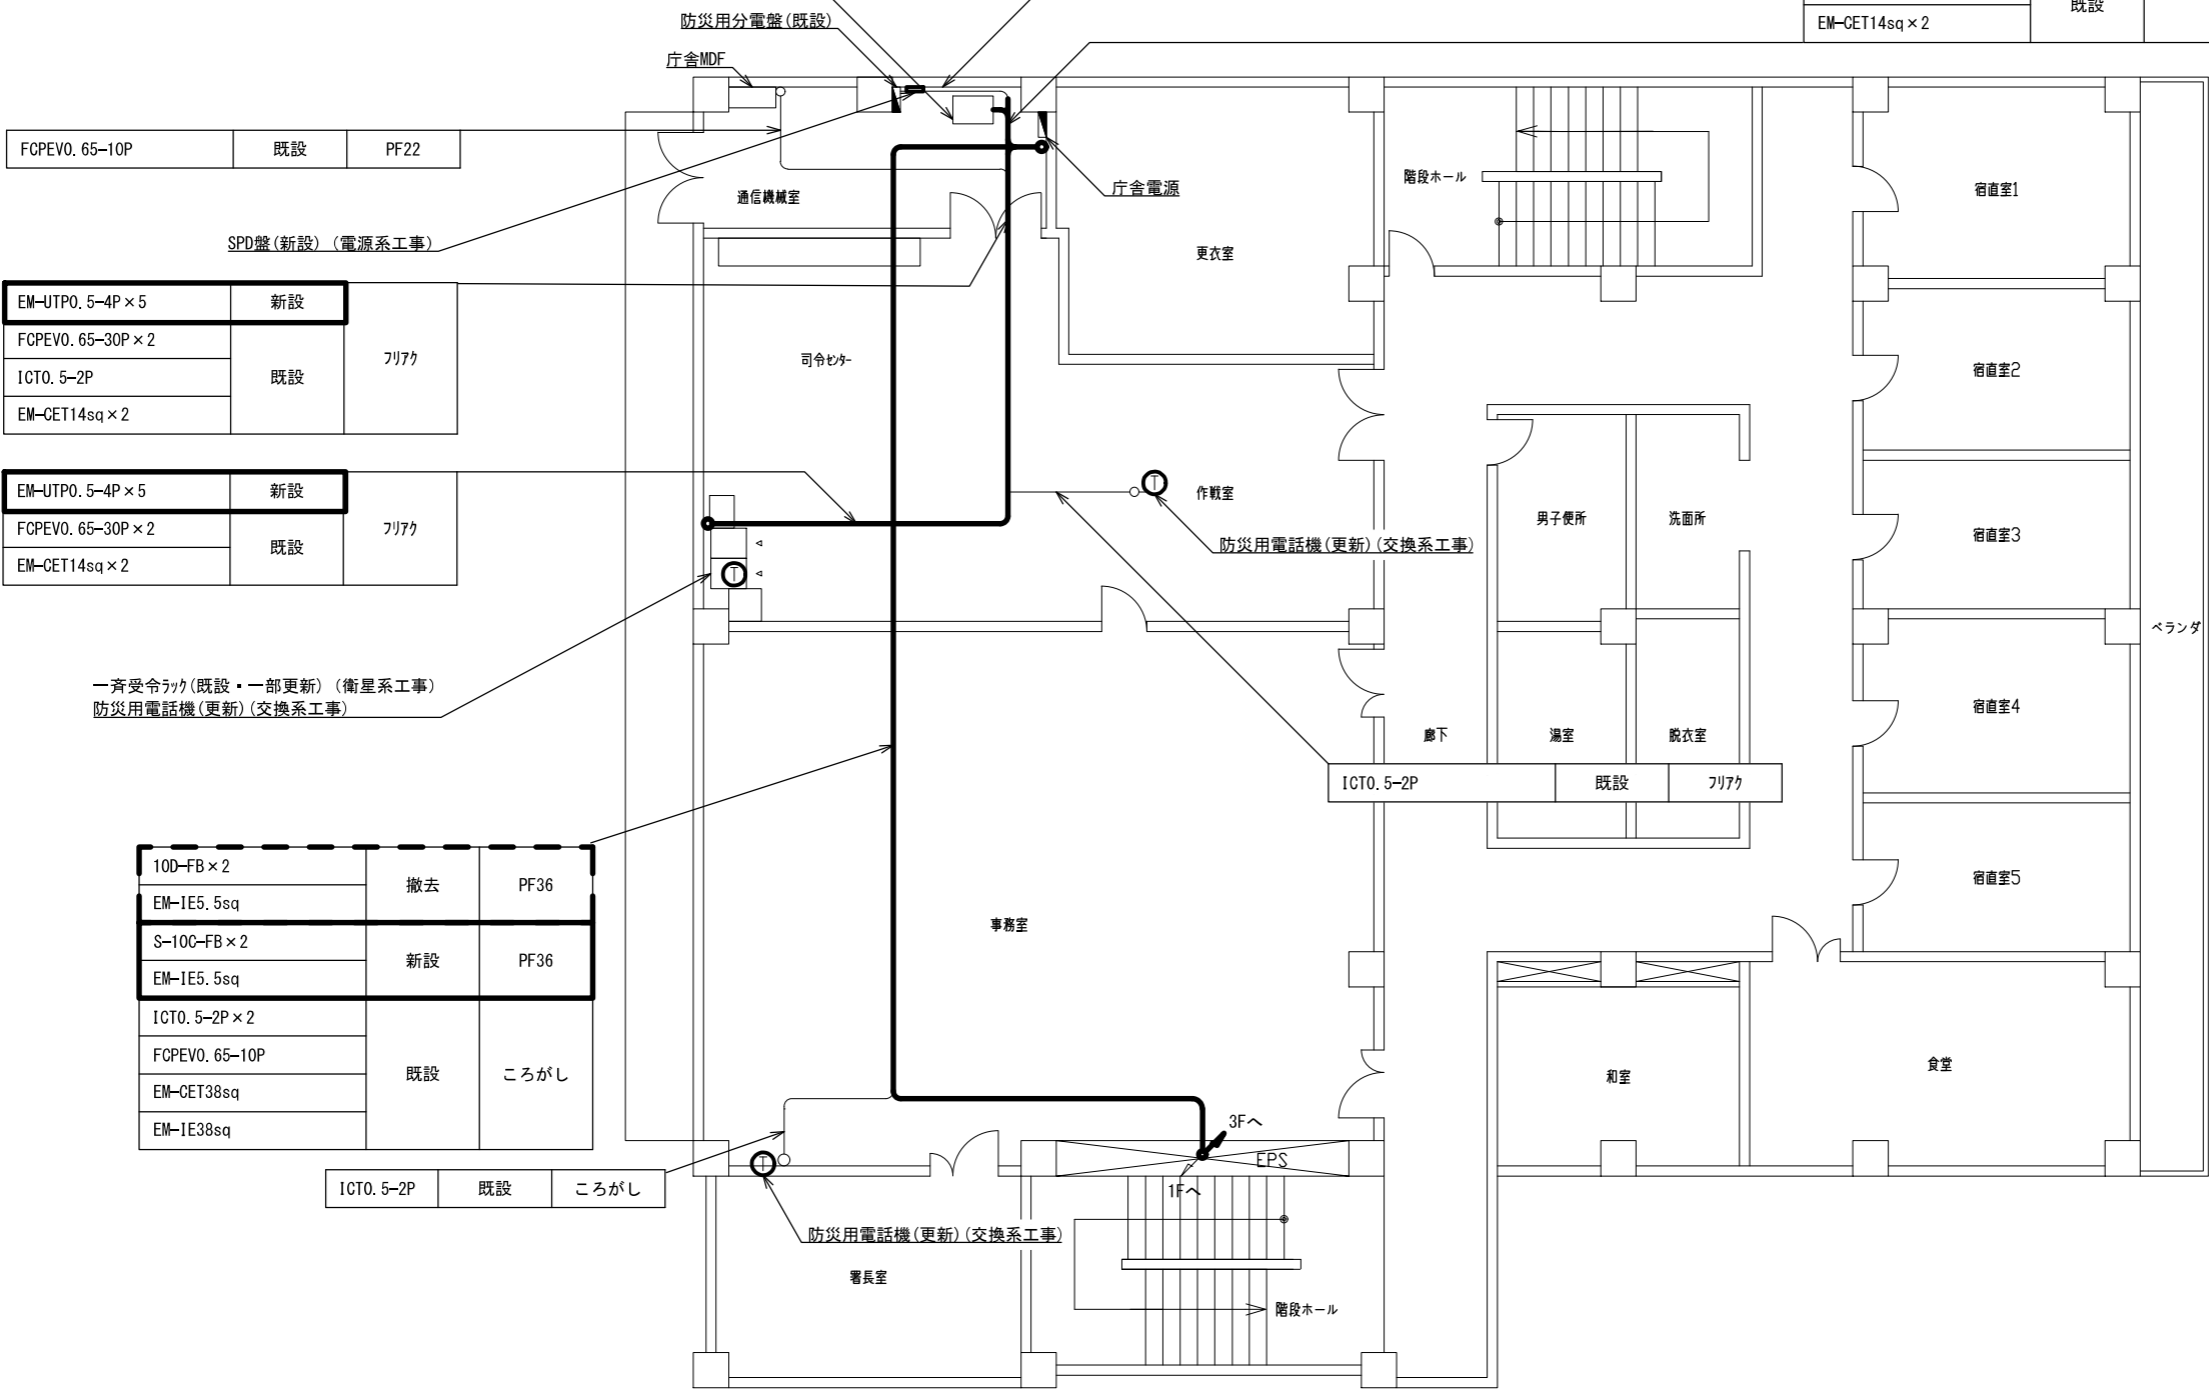 防災用分電盤(既設)
庁舎MDF
既設
EM-CET14sq×2
FCPEV0.65-10P 既設 PF22
通信機械室
庁舎電源
SPD盤(新設) (電源系工事)
更衣室
階段ホール
宿直室1
EM-UTP0.5-4P×5 新設
FCPEV0.65-30P×2
ICT0.5-2P
EM-CET14sq×2
既設
フリアク
司令センター
宿直室2
EM-UTP0.5-4P×5 新設
FCPEV0.65-30P×2
EM-CET14sq×2
既設
フリアク
T
作戦室
防災用電話機(更新)(交換系工事)
男子便所
洗面所
宿直室3
T
一斉受令ラック(既設・一部更新) (衛星系工事)
防災用電話機(更新)(交換系工事)
ベランダ
宿直室4
廊下
湯室
脱衣室
ICT0.5-2P 既設 フリアク
宿直室5
10D-FB×2
EM-IE5.5sq
撤去 PF36
S-10C-FB×2
EM-IE5.5sq
新設 PF36
ICT0.5-2P×2
FCPEV0.65-10P
EM-CET38sq
EM-IE38sq
既設 ころがし
事務室
和室
食堂
3Fへ
EPS
1Fへ
T
ICT0.5-2P 既設 ころがし
防災用電話機(更新)(交換系工事)
署長室
階段ホール